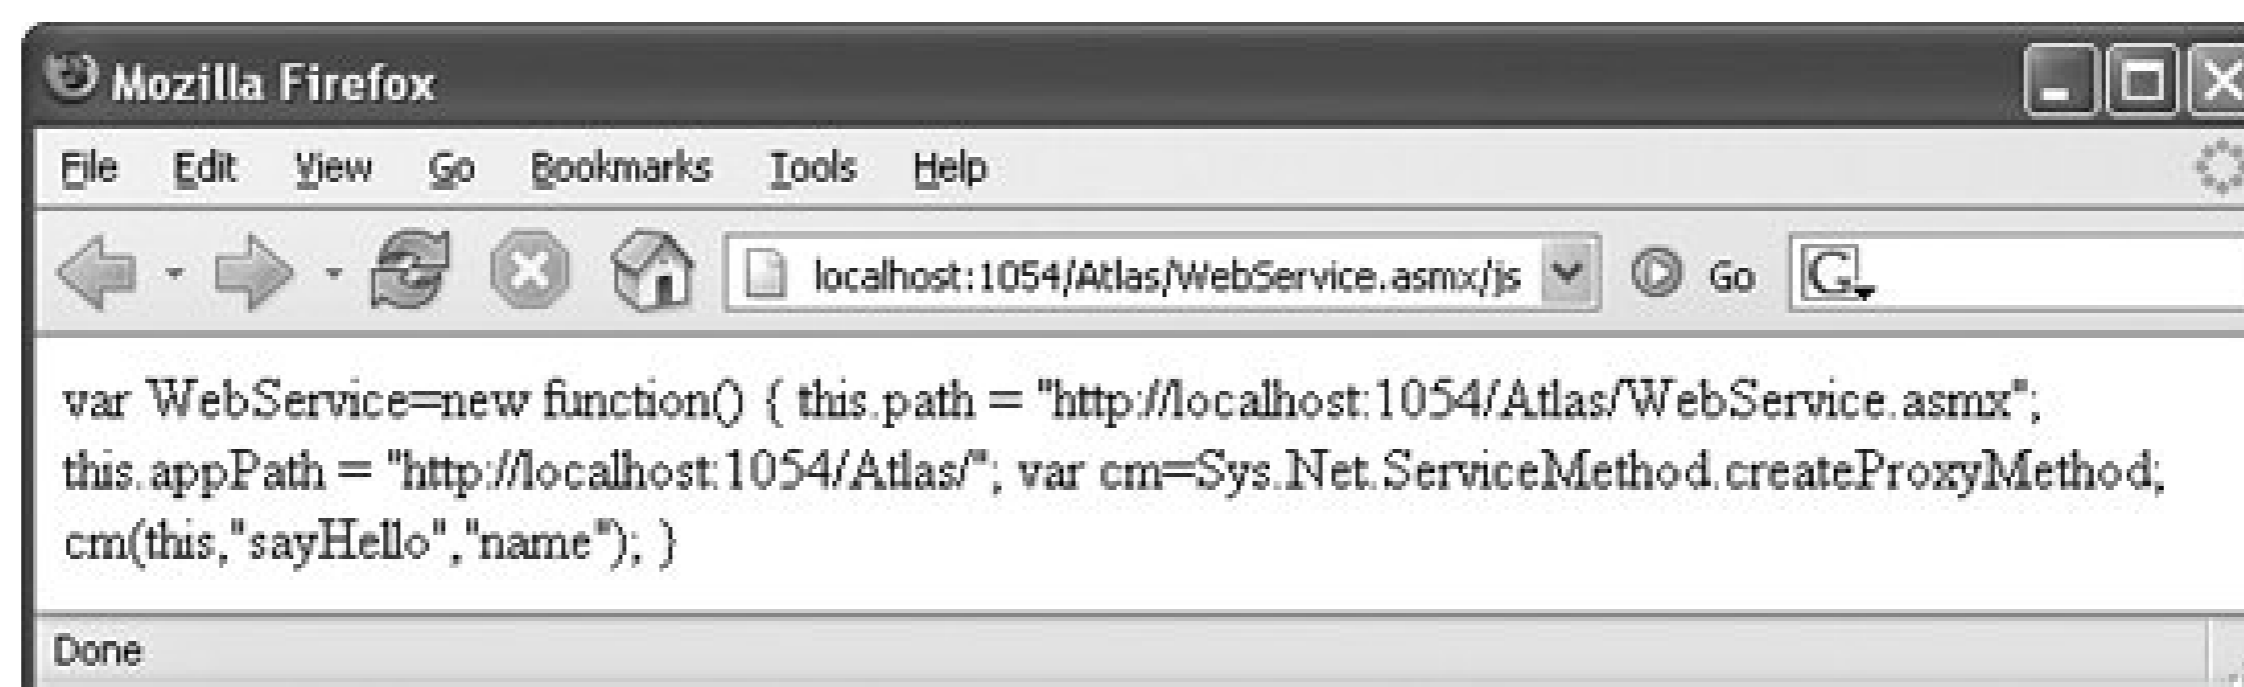 Mozilla Firefox
File Edit View Go Bookmarks Tools Help
localhost:1054/Atlas/WebService.asmx/js Go G
var WebService=new function() { this.path = "http://localhost:1054/Atlas/WebService.asmx";
this.appPath = "http://localhost:1054/Atlas/"; var cm=Sys.Net.ServiceMethod.createProxyMethod;
cm(this,"sayHello","name"); }
Done